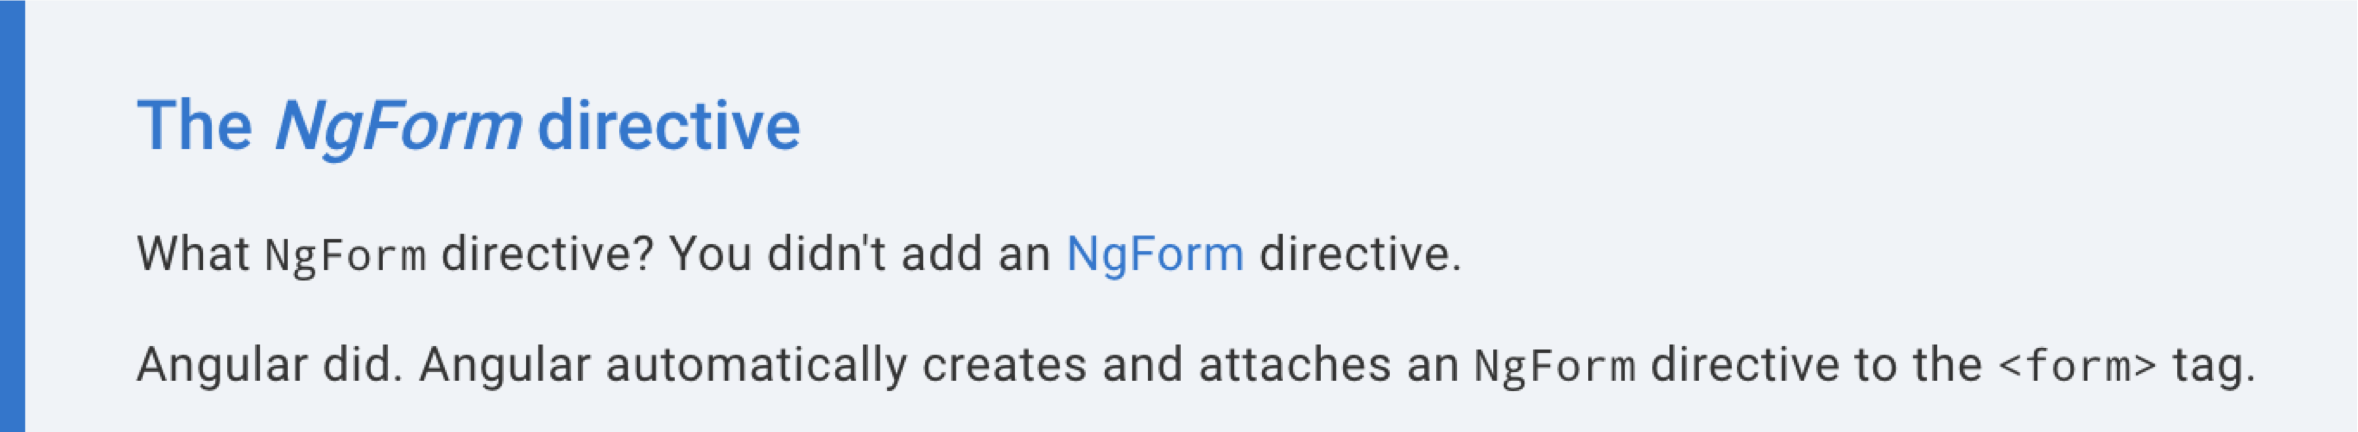 The NgForm directive
What NgForm directive? You didn't add an NgForm directive.
Angular did. Angular automatically creates and attaches an NgForm directive to the <form> tag.